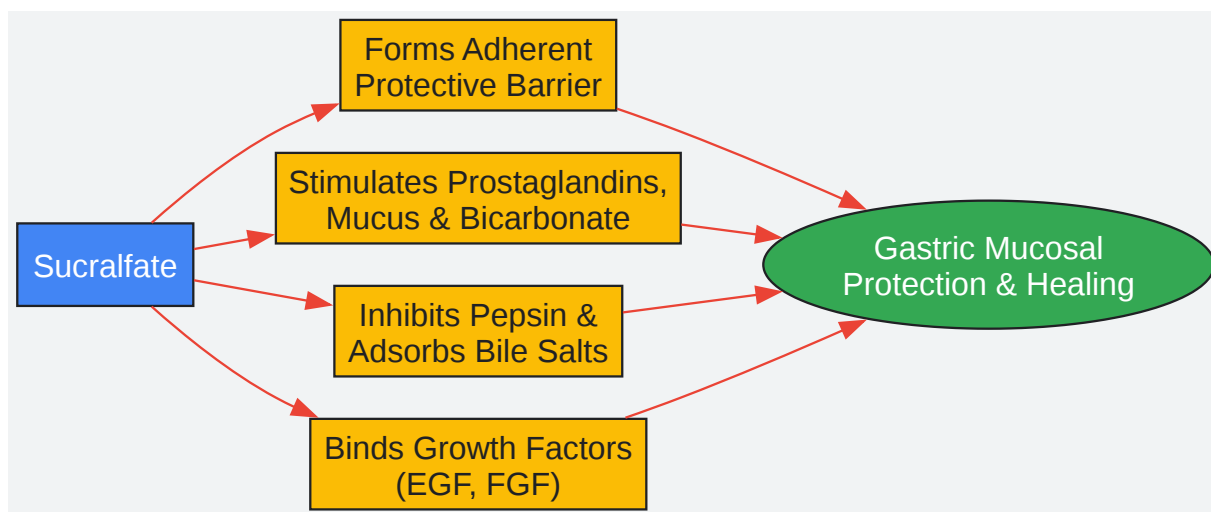 Forms Adherent
Protective Barrier
Stimulates Prostaglandins,
Mucus & Bicarbonate
Sucralfate
Gastric Mucosal
Protection & Healing
Inhibits Pepsin &
Adsorbs Bile Salts
Binds Growth Factors
(EGF, FGF)